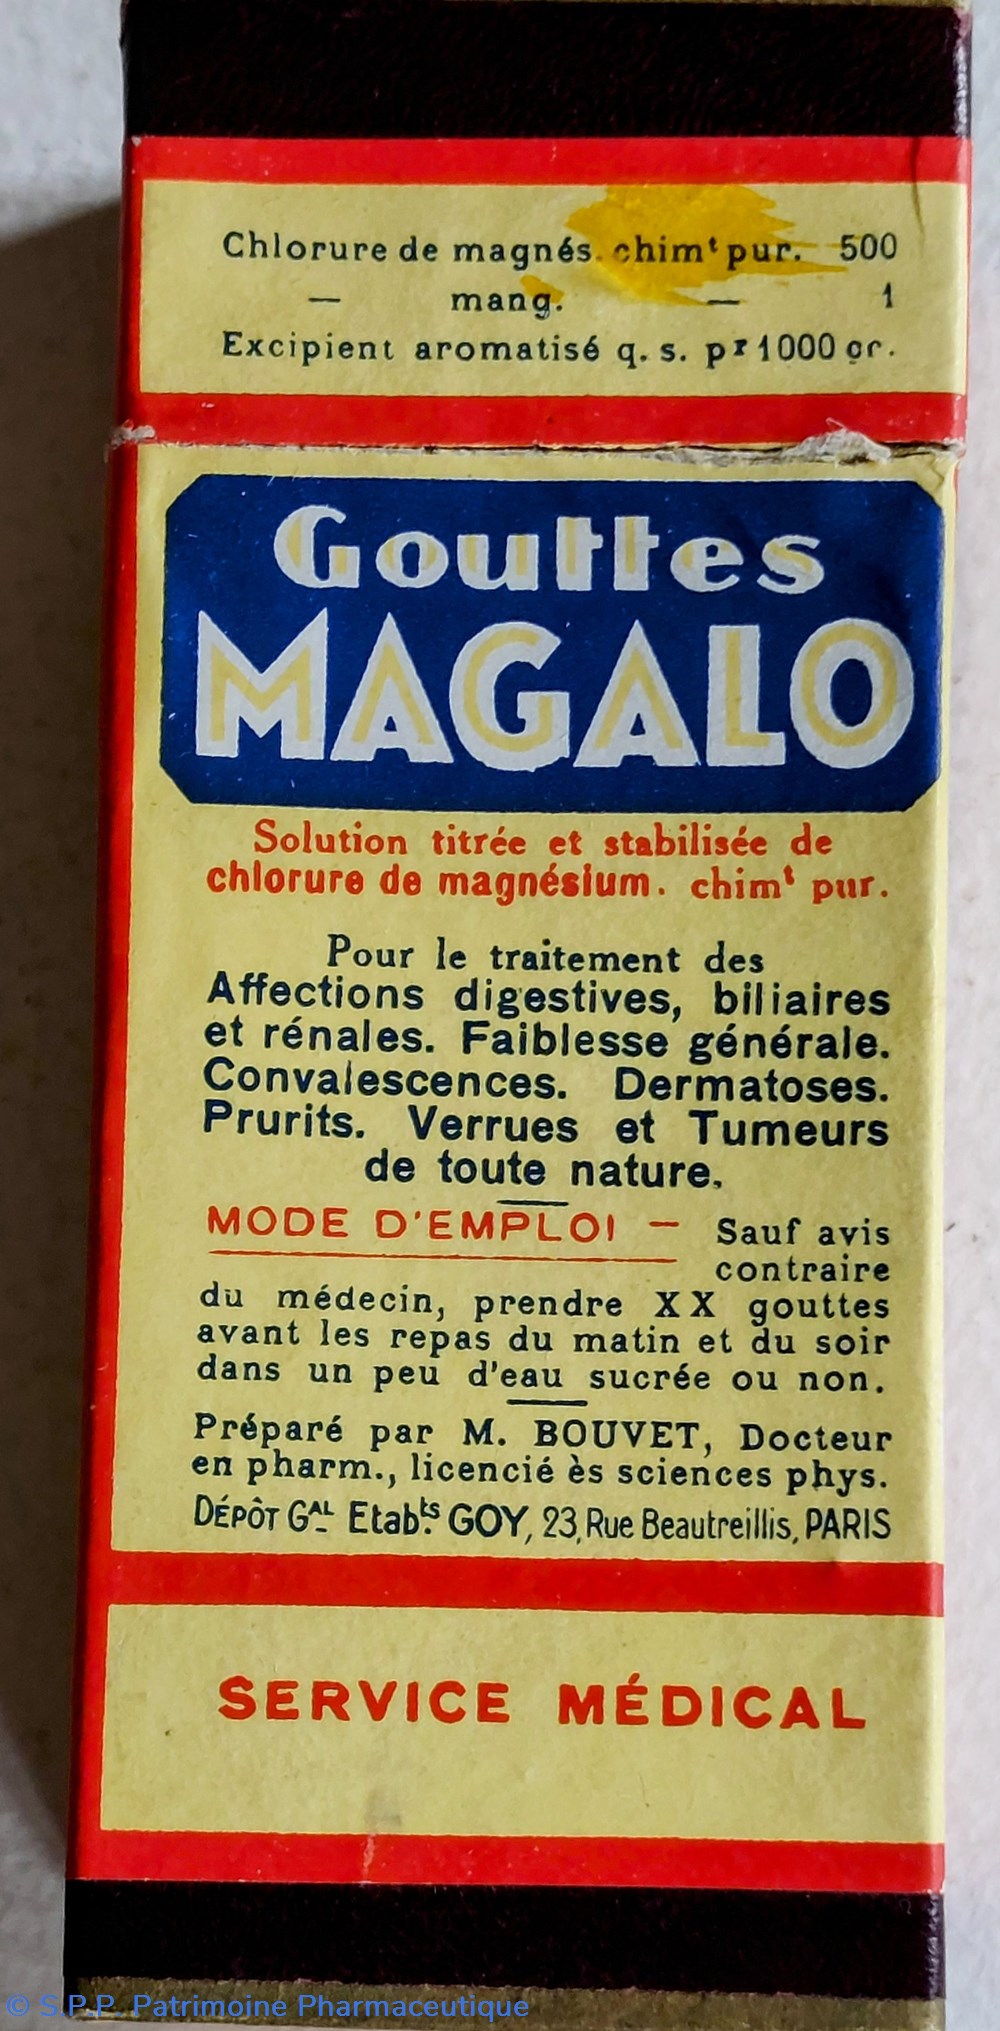 Chlorure de magnés. chimᵗ pur. 500
— mang. — 1
Excipient aromatisé q. s. pʳ 1000 gr.
Gouttes
MAGALO
Solution titrée et stabilisée de
chlorure de magnésium. chimᵗ pur.
Pour le traitement des
Affections digestives, biliaires
et rénales. Faiblesse générale.
Convalescences. Dermatoses.
Prurits. Verrues et Tumeurs
de toute nature.
MODE D'EMPLOI — Sauf avis
contraire
du médecin, prendre XX gouttes
avant les repas du matin et du soir
dans un peu d'eau sucrée ou non.
Préparé par M. BOUVET, Docteur
en pharm., licencié ès sciences phys.
DÉPÔT Gᴬᴸ Etabᵗˢ GOY, 23, Rue Beautreillis, PARIS
SERVICE MÉDICAL
© S.P.P. Patrimoine Pharmaceutique